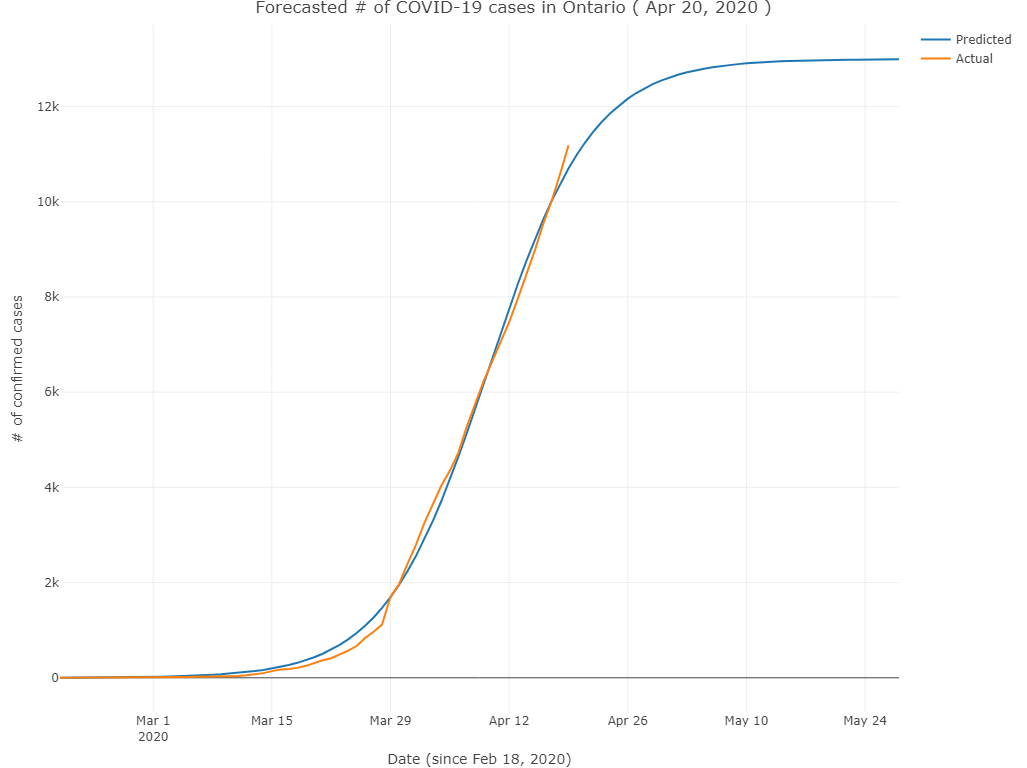 Forecasted # of COVID-19 cases in Ontario ( Apr 20, 2020 )
Predicted
Actual
12k
10k
8k
6k
4k
2k
0
# of confirmed cases
Mar 1
2020
Mar 15
Mar 29
Apr 12
Apr 26
May 10
May 24
Date (since Feb 18, 2020)